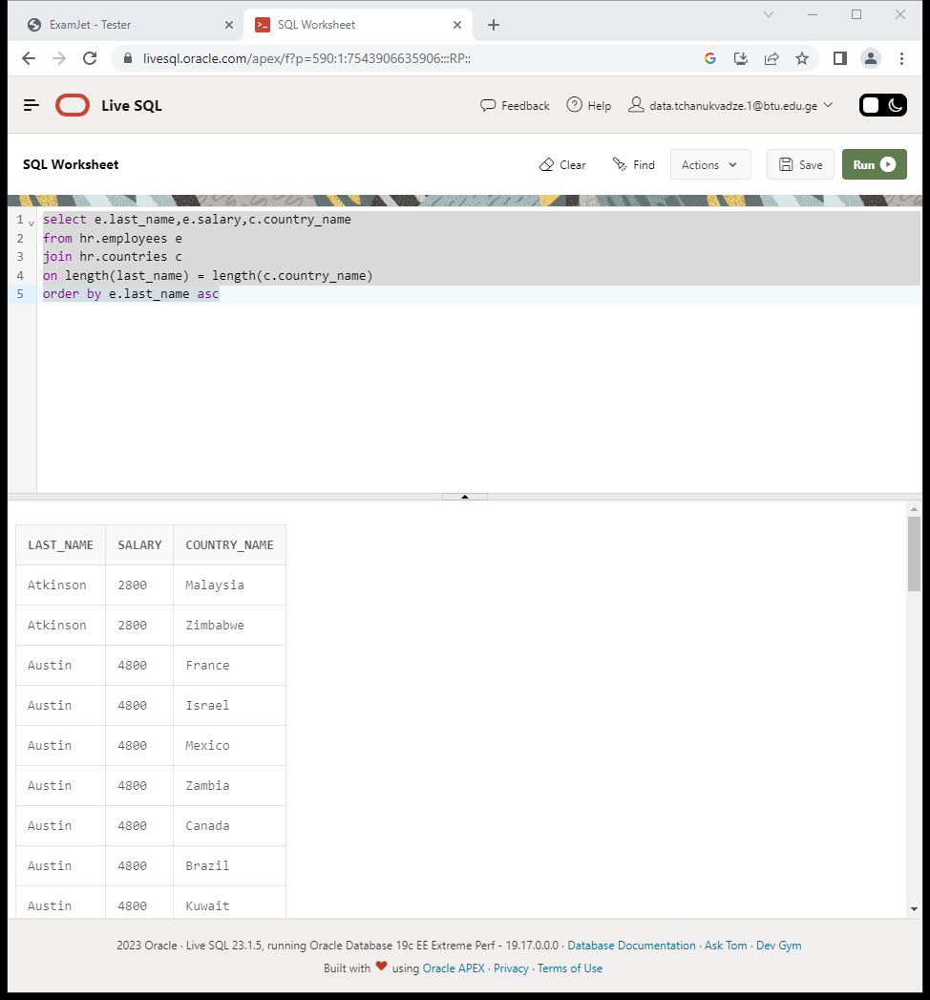 ExamJet - Tester
SQL Worksheet
livesql.oracle.com/apex/f?p=590:1:7543906635906:::RP::
Live SQL
Feedback
Help
data.tchanukvadze.1@btu.edu.ge
SQL Worksheet
Clear
Find
Actions
Save
Run
1 select e.last_name,e.salary,c.country_name
2 from hr.employees e
3 join hr.countries c
4 on length(last_name) = length(c.country_name)
5 order by e.last_name asc
LAST_NAME SALARY COUNTRY_NAME
Atkinson 2800 Malaysia
Atkinson 2800 Zimbabwe
Austin 4800 France
Austin 4800 Israel
Austin 4800 Mexico
Austin 4800 Zambia
Austin 4800 Canada
Austin 4800 Brazil
Austin 4800 Kuwait
2023 Oracle · Live SQL 23.1.5, running Oracle Database 19c EE Extreme Perf - 19.17.0.0.0 · Database Documentation · Ask Tom · Dev Gym
Built with ❤ using Oracle APEX · Privacy · Terms of Use